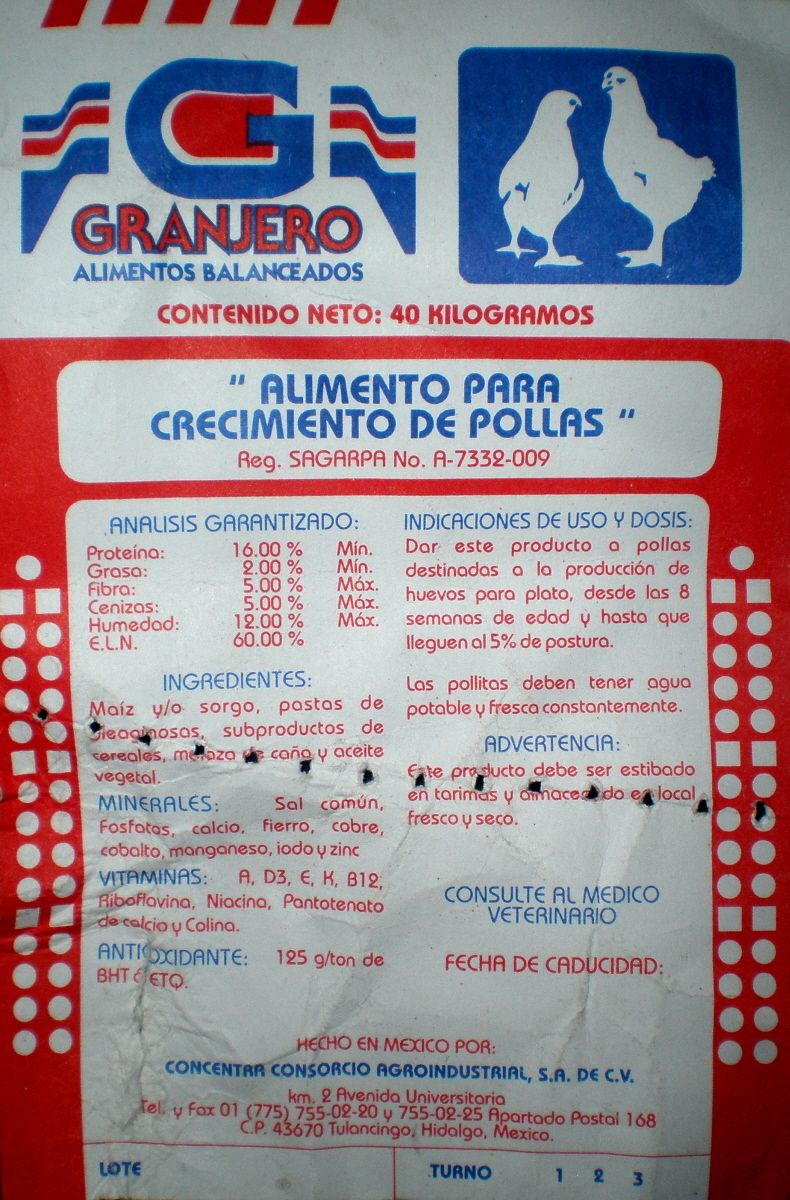 G
GRANJERO
ALIMENTOS BALANCEADOS
CONTENIDO NETO: 40 KILOGRAMOS
" ALIMENTO PARA
CRECIMIENTO DE POLLAS "
Reg. SAGARPA No. A-7332-009
ANALISIS GARANTIZADO:
Proteína: 16.00 % Mín.
Grasa: 2.00 % Mín.
Fibra: 5.00 % Máx.
Cenizas: 5.00 % Máx.
Humedad: 12.00 % Máx.
E.L.N. 60.00 %
INGREDIENTES:
Maíz y/o sorgo, pastas de
oleaginosas, subproductos de
cereales, melaza de caña y aceite
vegetal.
MINERALES: Sal común,
Fosfatos, calcio, fierro, cobre,
cobalto, manganeso, iodo y zinc
VITAMINAS: A, D3, E, K, B12,
Riboflavina, Niacina, Pantotenato
de calcio y Colina.
ANTIOXIDANTE: 125 g/ton de
BHT ó ETQ.
INDICACIONES DE USO Y DOSIS:
Dar este producto a pollas
destinadas a la producción de
huevos para plato, desde las 8
semanas de edad y hasta que
lleguen al 5% de postura.
Las pollitas deben tener agua
potable y fresca constantemente.
ADVERTENCIA:
Este producto debe ser estibado
en tarimas y almacenado en local
fresco y seco.
CONSULTE AL MEDICO
VETERINARIO
FECHA DE CADUCIDAD:
HECHO EN MEXICO POR:
CONCENTRA CONSORCIO AGROINDUSTRIAL, S.A. DE C.V.
km. 2 Avenida Universitaria
Tel. y Fax 01 (775) 755-02-20 y 755-02-25 Apartado Postal 168
C.P. 43670 Tulancingo, Hidalgo, Mexico.
LOTE TURNO 1 2 3